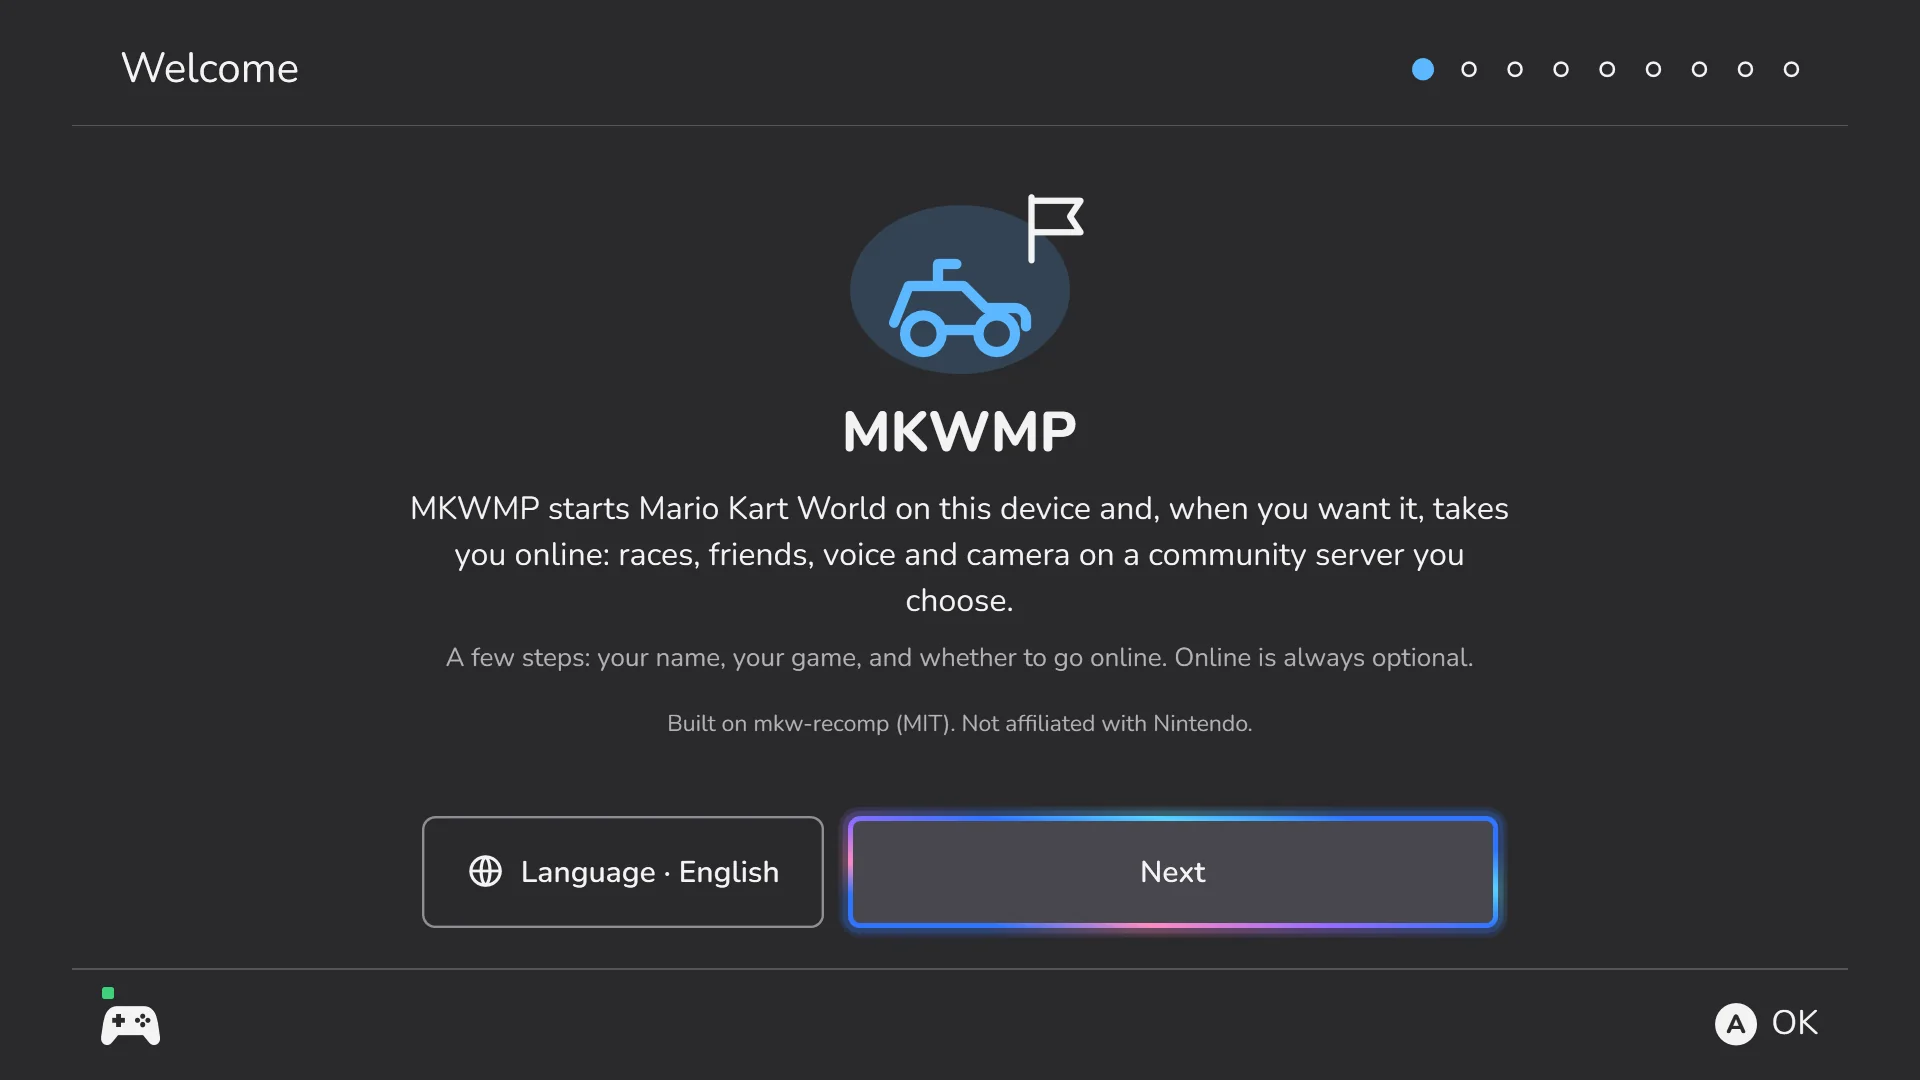 Welcome
MKWMP
MKWMP starts Mario Kart World on this device and, when you want it, takes
you online: races, friends, voice and camera on a community server you
choose.
A few steps: your name, your game, and whether to go online. Online is always optional.
Built on mkw-recomp (MIT). Not affiliated with Nintendo.
Language · English
Next
A OK